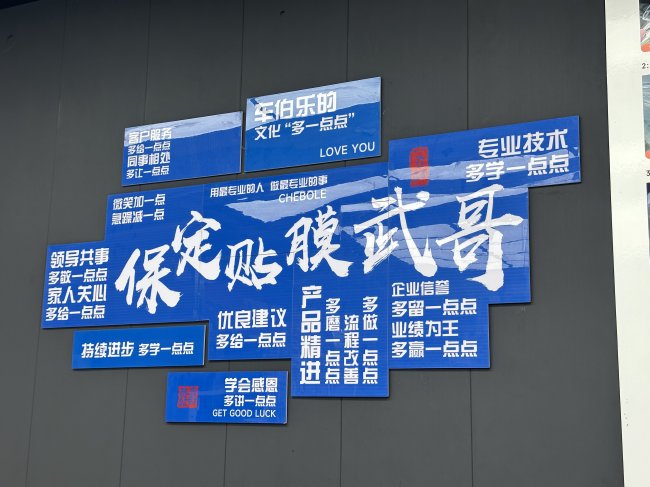 车伯乐的
文化“多一点点”
LOVE YOU
客户服务
多给一点点
同事相处
多让一点点
专业技术
多学一点点
用最专业的人 做最专业的事
CHEBOLE
微笑加一点
急躁减一点
保定贴膜武哥
领导共事
多敬一点点
家人关心
多给一点点
优良建议
多给一点点
产品精进
多磨一点点
流程改善
多做一点点
企业信誉
多留一点点
业绩为王
多赢一点点
持续进步 多学一点点
学会感恩
多讲一点点
GET GOOD LUCK
2: